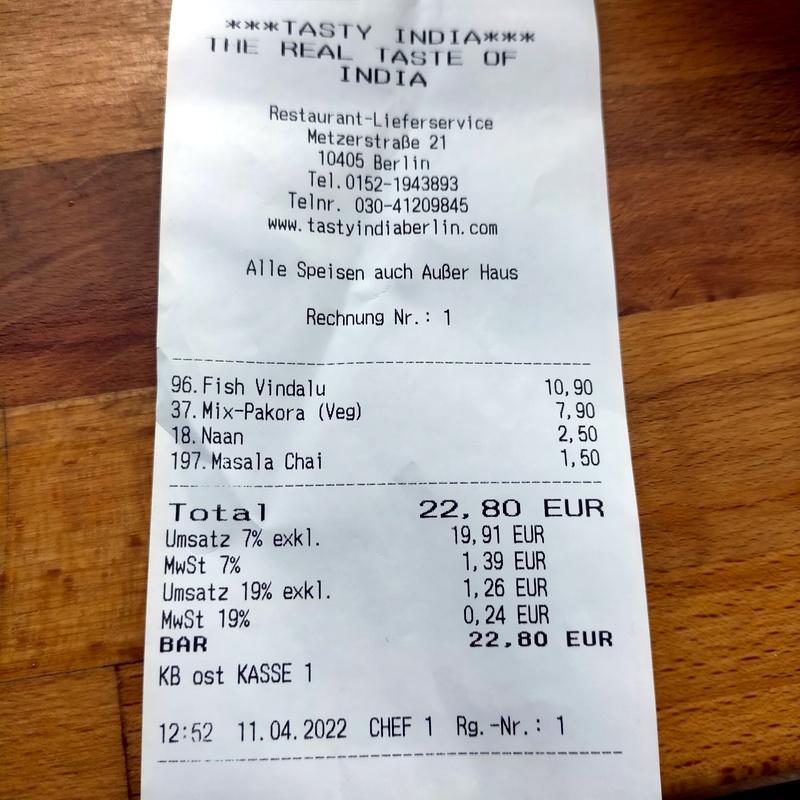 ***TASTY INDIA***
THE REAL TASTE OF
INDIA
Restaurant-Lieferservice
Metzerstraße 21
10405 Berlin
Tel.0152-1943893
Telnr. 030-41209845
www.tastyindiaberlin.com
Alle Speisen auch Außer Haus
Rechnung Nr.: 1
96. Fish Vindalu 10,90
37. Mix-Pakora (Veg) 7,90
18. Naan 2,50
197. Masala Chai 1,50
Total 22,80 EUR
Umsatz 7% exkl. 19,91 EUR
MwSt 7% 1,39 EUR
Umsatz 19% exkl. 1,26 EUR
MwSt 19% 0,24 EUR
BAR 22,80 EUR
KB ost KASSE 1
12:52 11.04.2022 CHEF 1 Rg.-Nr.: 1